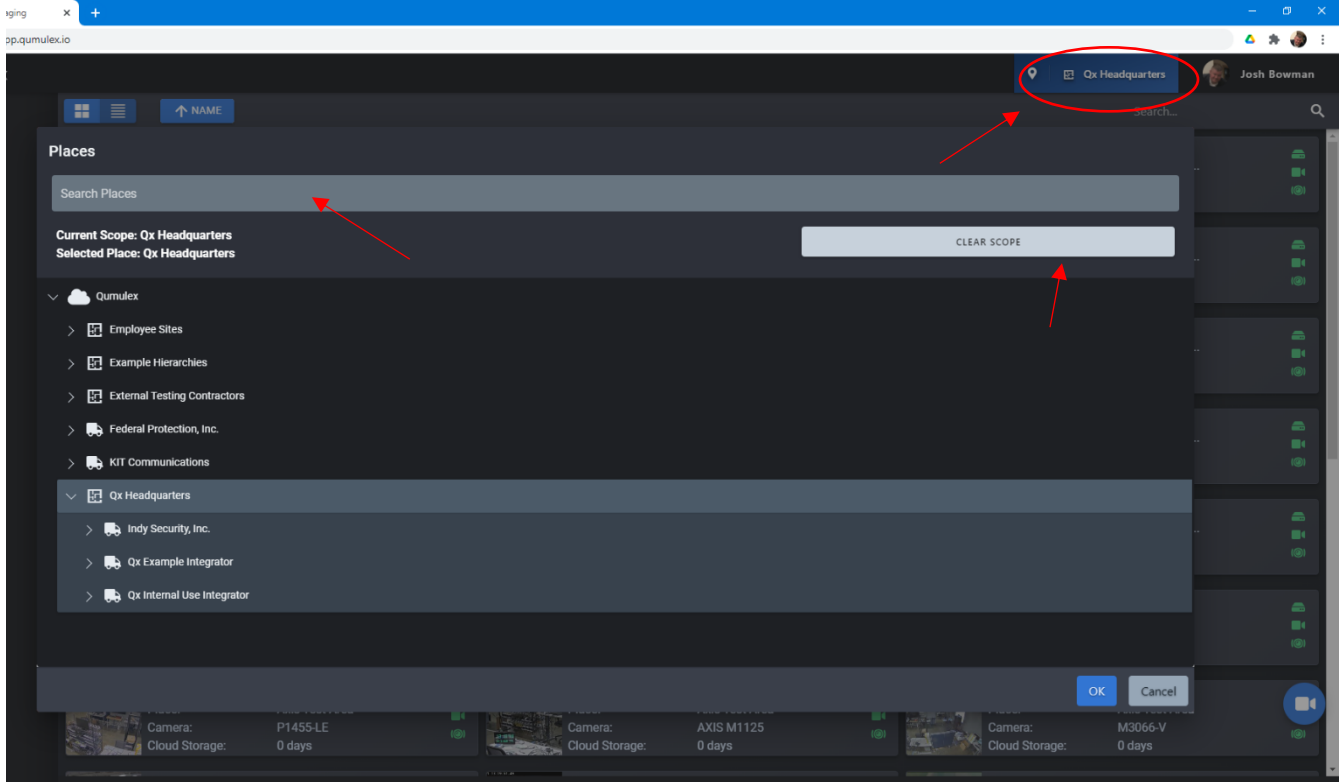 aging
pp.qumulex.io
Qx Headquarters
Josh Bowman
NAME
Search...
Places
Search Places
Current Scope: Qx Headquarters
Selected Place: Qx Headquarters
CLEAR SCOPE
Qumulex
Employee Sites
Example Hierarchies
External Testing Contractors
Federal Protection, Inc.
KIT Communications
Qx Headquarters
Indy Security, Inc.
Qx Example Integrator
Qx Internal Use Integrator
OK Cancel
Camera: P1455-LE Camera: AXIS M1125 Camera: M3066-V
Cloud Storage: 0 days Cloud Storage: 0 days Cloud Storage: 0 days